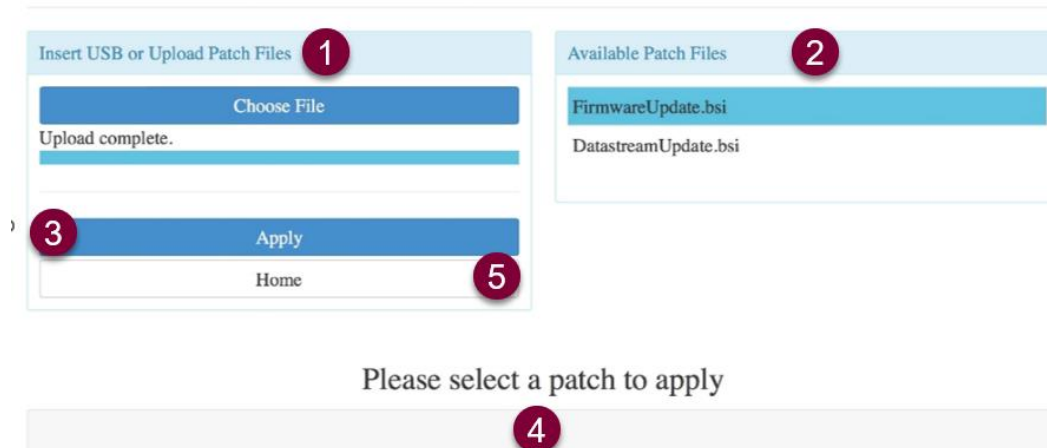 Insert USB or Upload Patch Files 1
Choose File
Upload complete.
3 Apply
Home 5
Available Patch Files 2
FirmwareUpdate.bsi
DatastreamUpdate.bsi
Please select a patch to apply
4